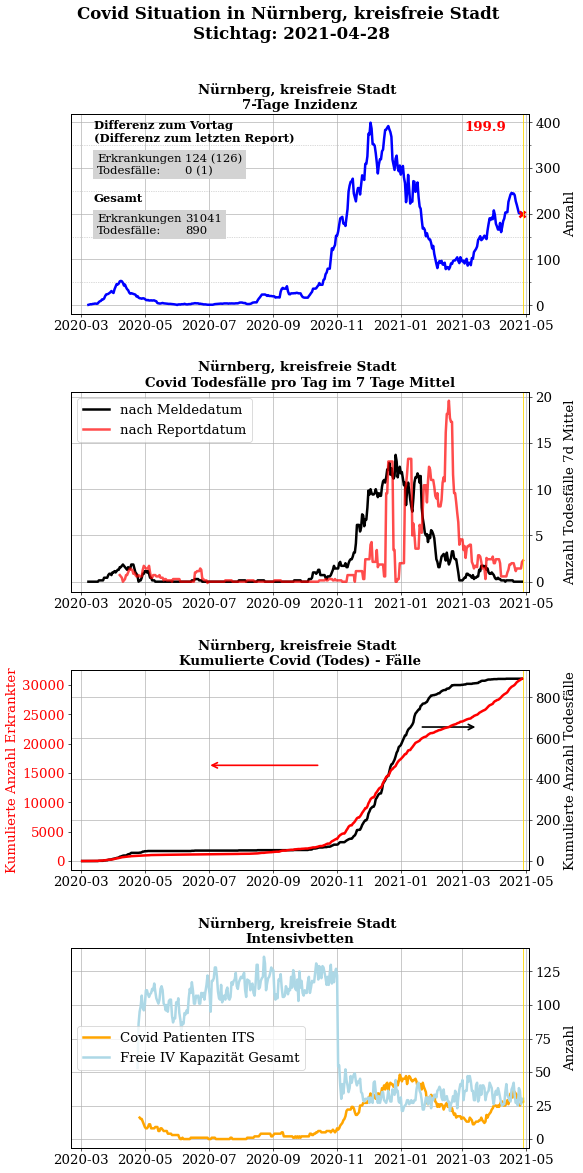 Covid Situation in Nürnberg, kreisfreie Stadt
Stichtag: 2021-04-28
Nürnberg, kreisfreie Stadt
7-Tage Inzidenz
Differenz zum Vortag
(Differenz zum letzten Report)
Erkrankungen 124 (126)
Todesfälle: 0 (1)
Gesamt
Erkrankungen 31041
Todesfälle: 890
199.9
400
300
200
100
0
Anzahl
2020-03 2020-05 2020-07 2020-09 2020-11 2021-01 2021-03 2021-05
Nürnberg, kreisfreie Stadt
Covid Todesfälle pro Tag im 7 Tage Mittel
nach Meldedatum
nach Reportdatum
20
15
10
5
0
Anzahl Todesfälle 7d Mittel
2020-03 2020-05 2020-07 2020-09 2020-11 2021-01 2021-03 2021-05
Nürnberg, kreisfreie Stadt
Kumulierte Covid (Todes) - Fälle
Kumulierte Anzahl Erkrankter
30000
25000
20000
15000
10000
5000
0
800
600
400
200
0
Kumulierte Anzahl Todesfälle
2020-03 2020-05 2020-07 2020-09 2020-11 2021-01 2021-03 2021-05
Nürnberg, kreisfreie Stadt
Intensivbetten
Covid Patienten ITS
Freie IV Kapazität Gesamt
125
100
75
50
25
0
Anzahl
2020-03 2020-05 2020-07 2020-09 2020-11 2021-01 2021-03 2021-05